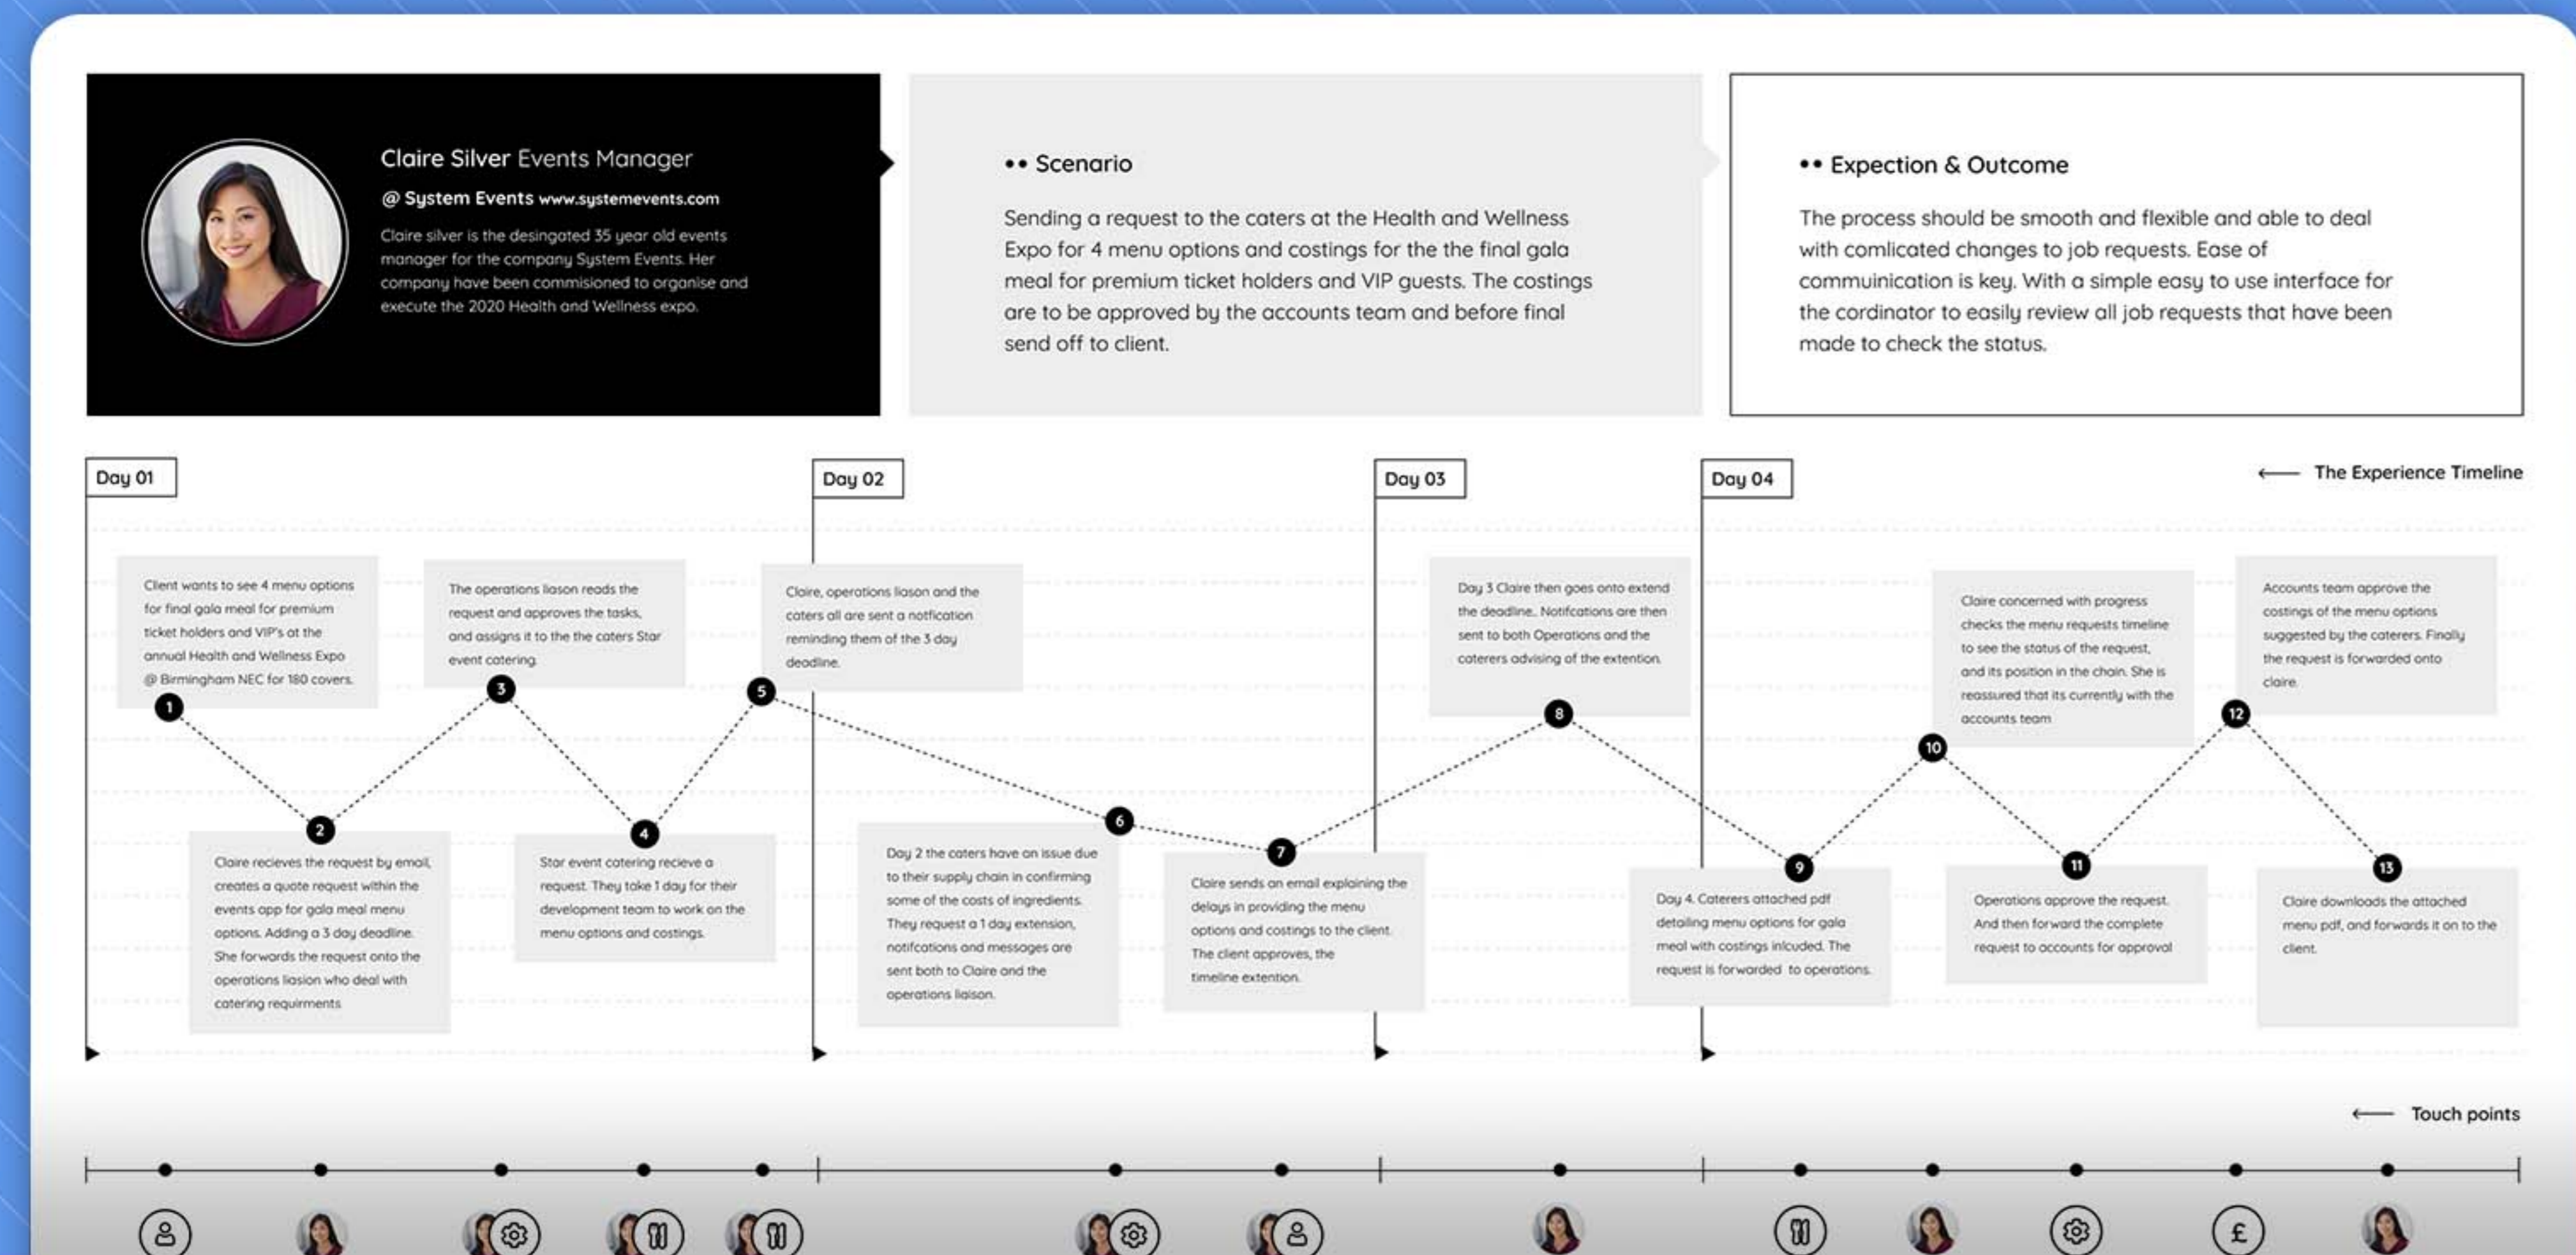 Claire Silver Events Manager
@ System Events www.systemevents.com
Claire silver is the desingated 35 year old events
manager for the company System Events. Her
company have been commisioned to organise and
execute the 2020 Health and Wellness expo.
•• Scenario
Sending a request to the caters at the Health and Wellness
Expo for 4 menu options and costings for the the final gala
meal for premium ticket holders and VIP guests. The costings
are to be approved by the accounts team and before final
send off to client.
•• Expection & Outcome
The process should be smooth and flexible and able to deal
with comlicated changes to job requests. Ease of
commuinication is key. With a simple easy to use interface for
the cordinator to easily review all job requests that have been
made to check the status.
Day 01
Day 02
Day 03
Day 04
The Experience Timeline
Client wants to see 4 menu options
for final gala meal for premium
ticket holders and VIP's at the
annual Health and Wellness Expo
@ Birmingham NEC for 180 covers.
1
2
Claire recieves the request by email,
creates a quote request within the
events app for gala meal menu
options. Adding a 3 day deadline.
She forwards the request onto the
operations liasion who deal with
catering requirments
The operations liason reads the
request and approves the tasks,
and assigns it to the the caters Star
event catering.
3
4
Star event catering recieve a
request. They take 1 day for their
development team to work on the
menu options and costings.
Claire, operations liason and the
caters all are sent a notfication
reminding them of the 3 day
deadline.
5
6
Day 2 the caters have an issue due
to their supply chain in confirming
some of the costs of ingredients.
They request a 1 day extension,
notifcations and messages are
sent both to Claire and the
operations liaison.
7
Claire sends an email explaining the
delays in providing the menu
options and costings to the client.
The client approves, the
timeline extention.
Day 3 Claire then goes onto extend
the deadline.. Notifcations are then
sent to both Operations and the
caterers advising of the extention.
8
9
Day 4. Caterers attached pdf
detailing menu options for gala
meal with costings inlcuded. The
request is forwarded to operations.
Claire concerned with progress
checks the menu requests timeline
to see the status of the request,
and its position in the chain. She is
reassured that its currently with the
accounts team
10
11
Operations approve the request.
And then forward the complete
request to accounts for approval
Accounts team approve the
costings of the menu options
suggested by the caterers. Finally
the request is forwarded onto
claire.
12
13
Claire downloads the attached
menu pdf, and forwards it on to the
client.
Touch points
£